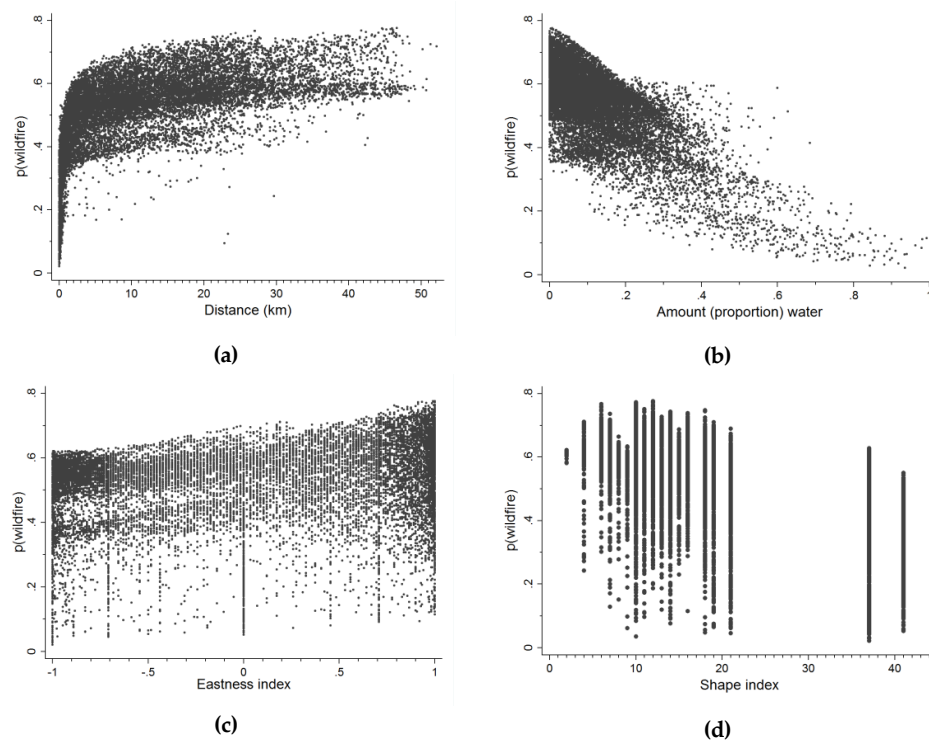 .8
.6
.4
.2
0
p(wildfire)
0 10 20 30 40 50
Distance (km)
(a)
.8
.6
.4
.2
0
p(wildfire)
0 .2 .4 .6 .8 1
Amount (proportion) water
(b)
.8
.6
.4
.2
0
p(wildfire)
-1 -.5 0 .5 1
Eastness index
(c)
.8
.6
.4
.2
0
p(wildfire)
0 10 20 30 40
Shape index
(d)